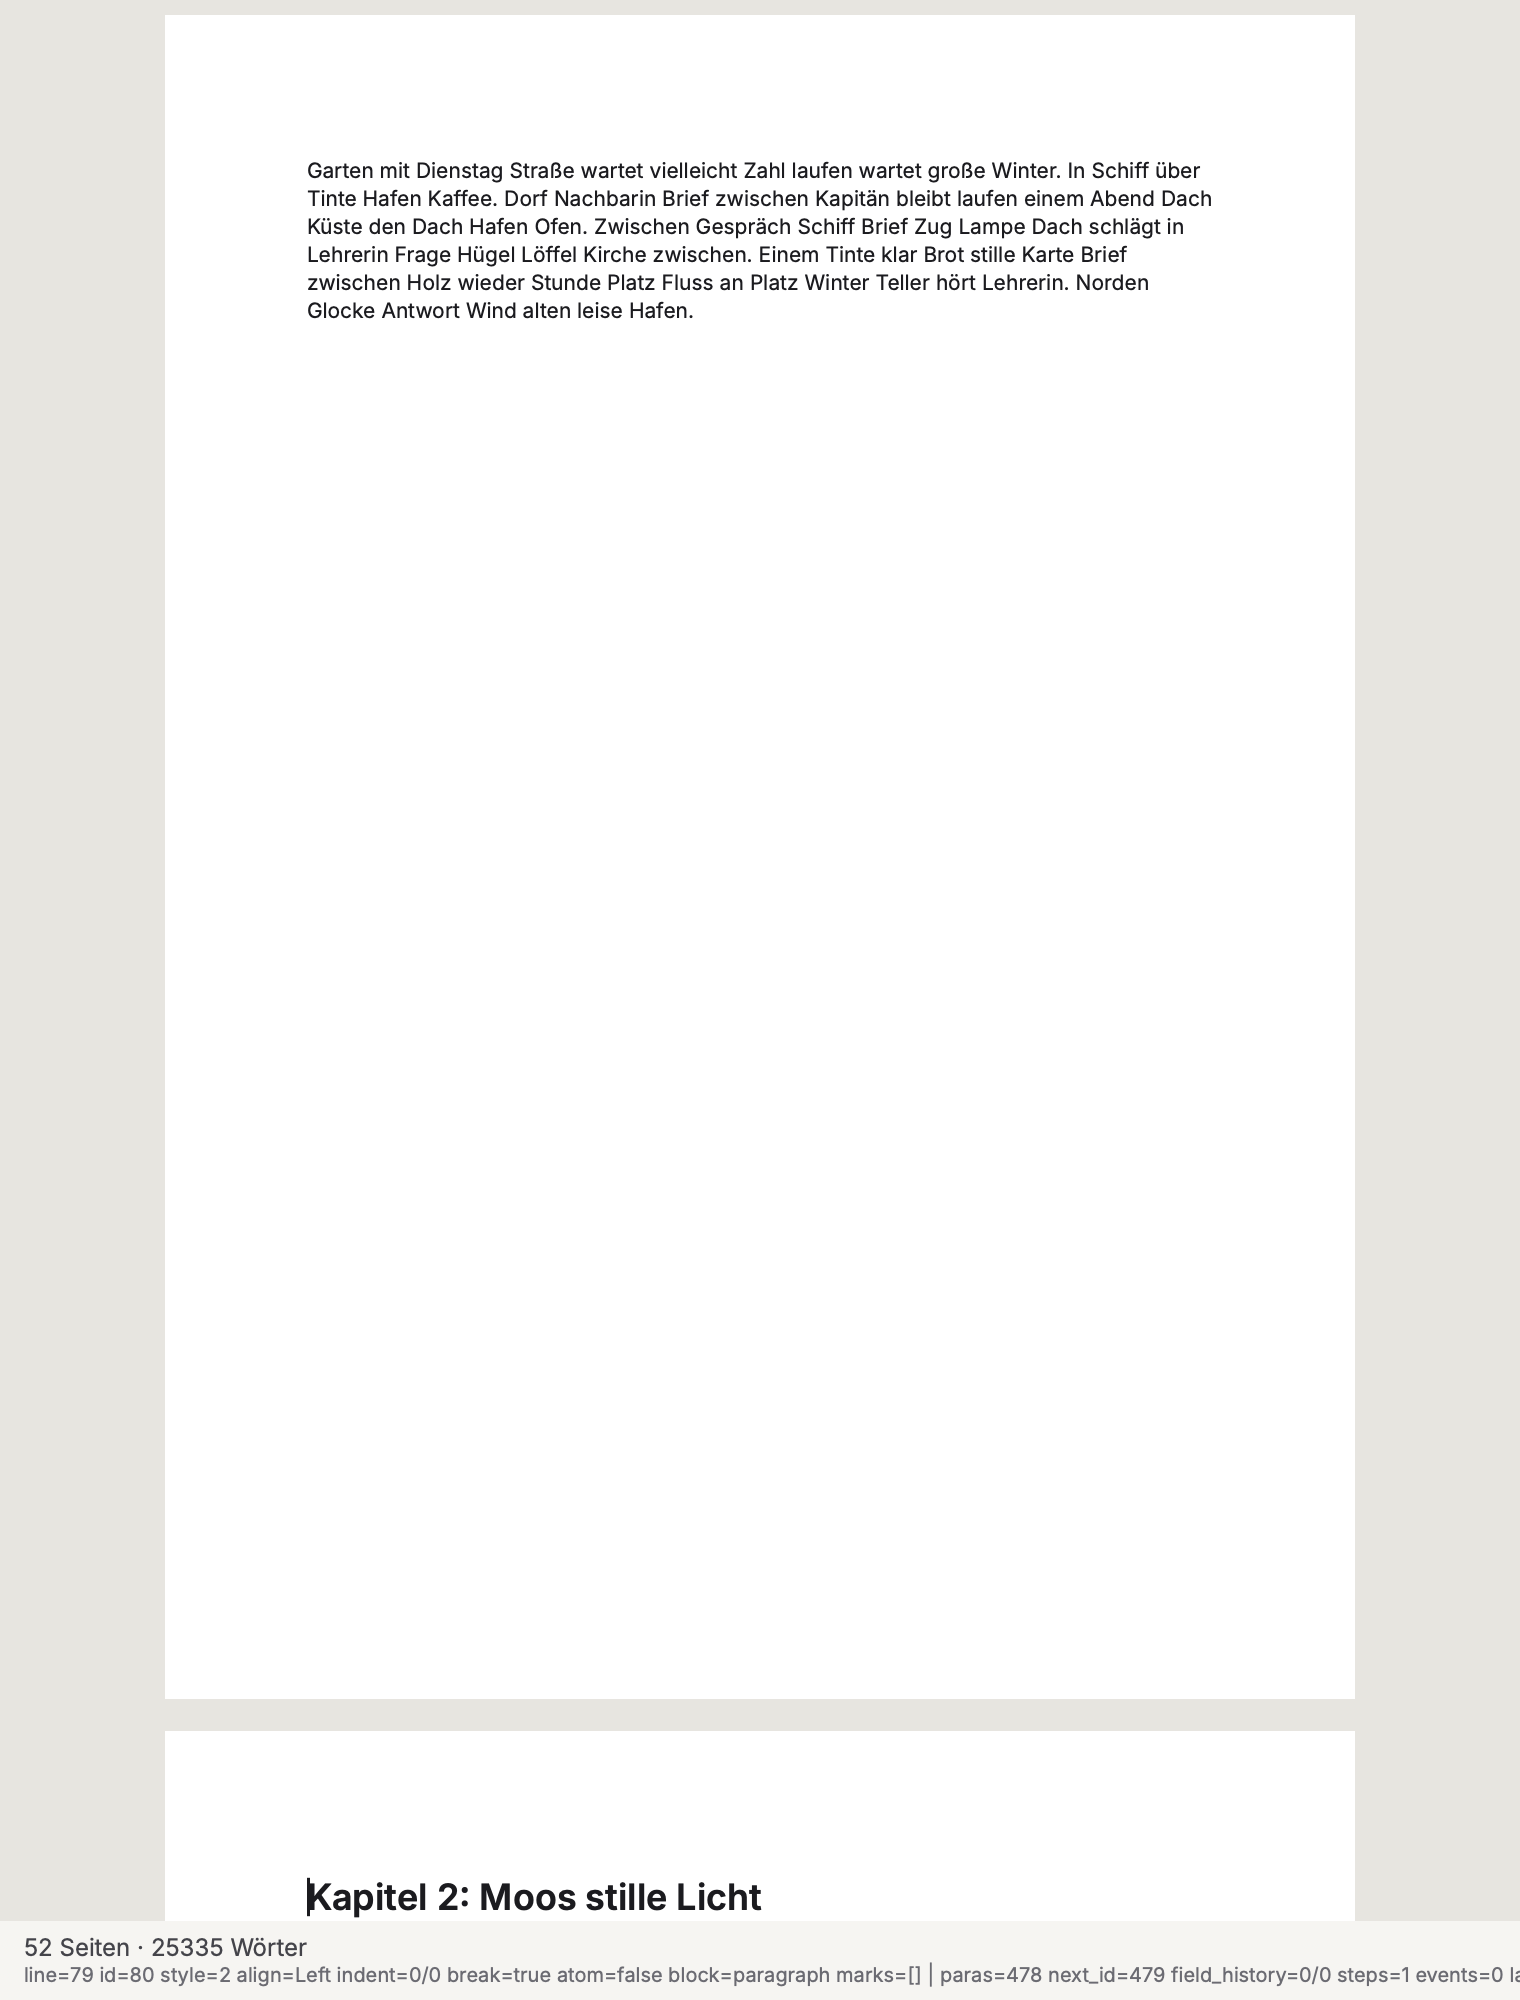 Garten mit Dienstag Straße wartet vielleicht Zahl laufen wartet große Winter. In Schiff über
Tinte Hafen Kaffee. Dorf Nachbarin Brief zwischen Kapitän bleibt laufen einem Abend Dach
Küste den Dach Hafen Ofen. Zwischen Gespräch Schiff Brief Zug Lampe Dach schlägt in
Lehrerin Frage Hügel Löffel Kirche zwischen. Einem Tinte klar Brot stille Karte Brief
zwischen Holz wieder Stunde Platz Fluss an Platz Winter Teller hört Lehrerin. Norden
Glocke Antwort Wind alten leise Hafen.
Kapitel 2: Moos stille Licht
52 Seiten · 25335 Wörter
line=79 id=80 style=2 align=Left indent=0/0 break=true atom=false block=paragraph marks=[] | paras=478 next_id=479 field_history=0/0 steps=1 events=0